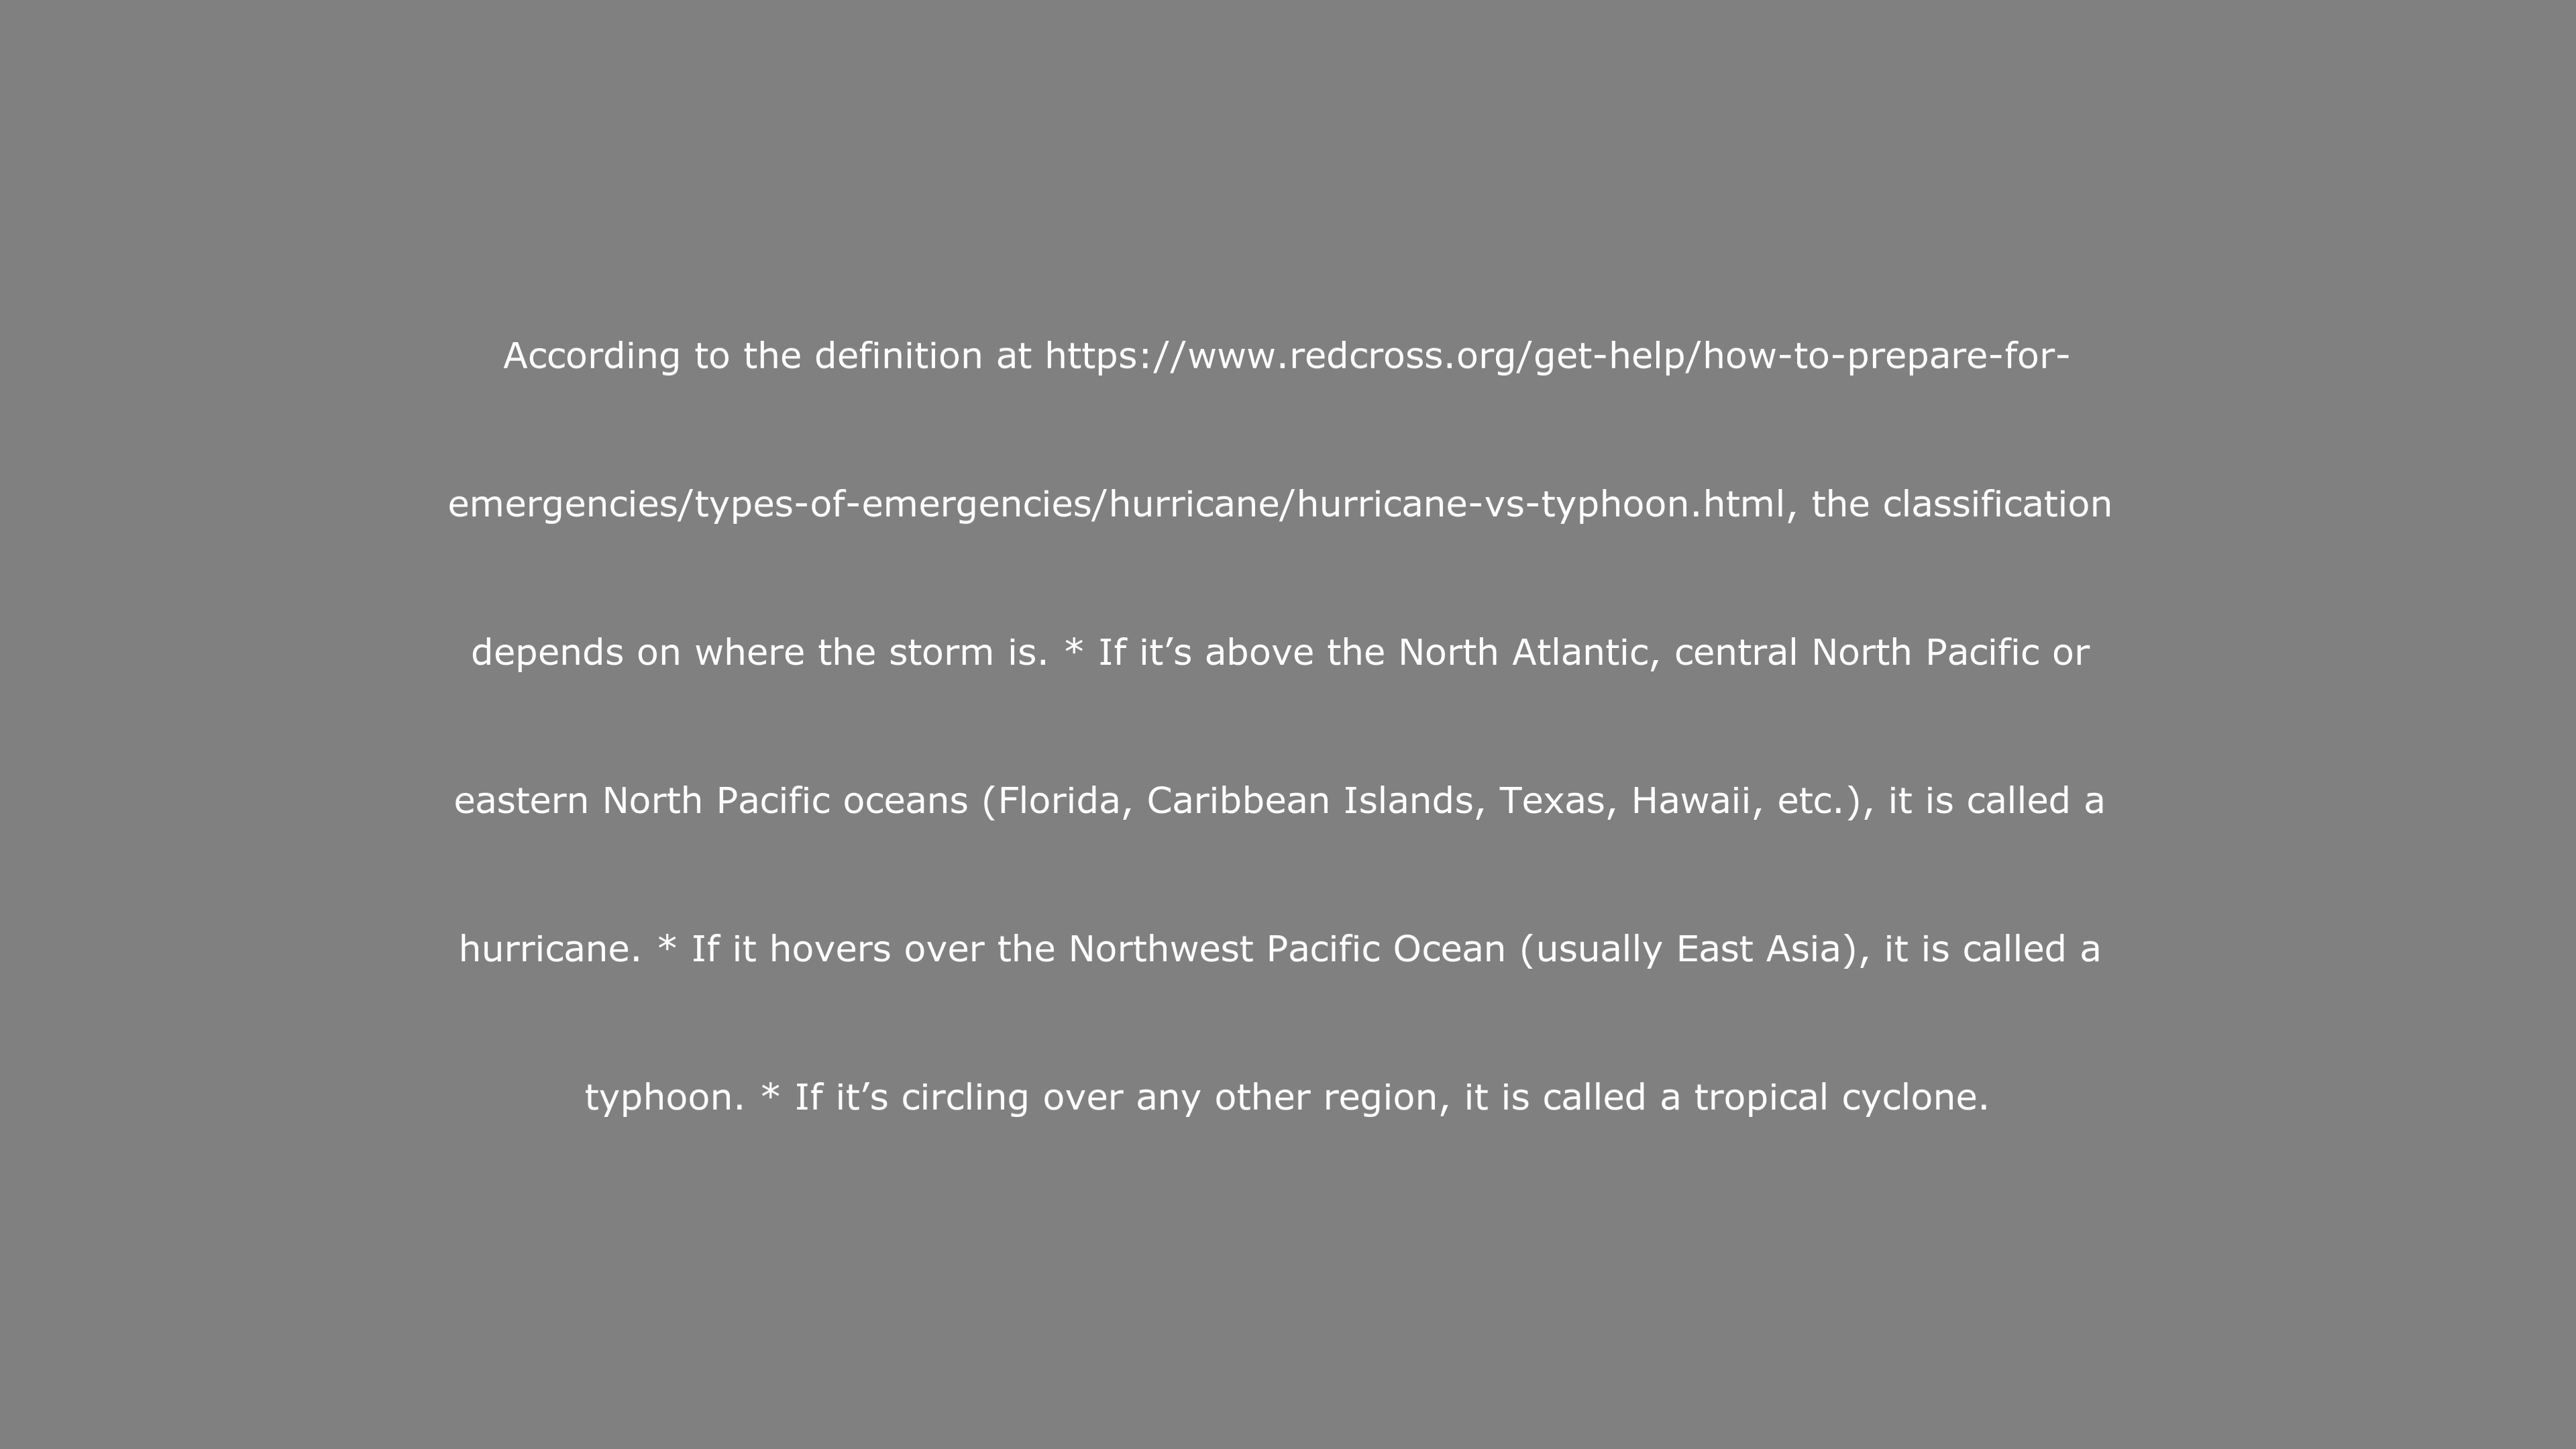 According to the definition at https://www.redcross.org/get-help/how-to-prepare-for-
emergencies/types-of-emergencies/hurricane/hurricane-vs-typhoon.html, the classification
depends on where the storm is. * If it’s above the North Atlantic, central North Pacific or
eastern North Pacific oceans (Florida, Caribbean Islands, Texas, Hawaii, etc.), it is called a
hurricane. * If it hovers over the Northwest Pacific Ocean (usually East Asia), it is called a
typhoon. * If it’s circling over any other region, it is called a tropical cyclone.